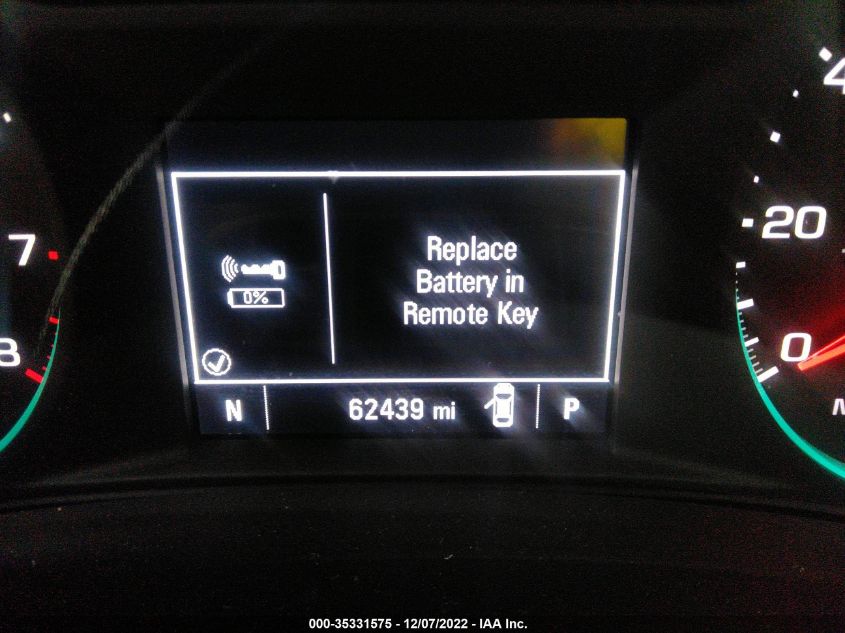 7
8
0%
Replace
Battery in
Remote Key
N
62439 mi
P
20
0
000-35331575 - 12/07/2022 - IAA Inc.